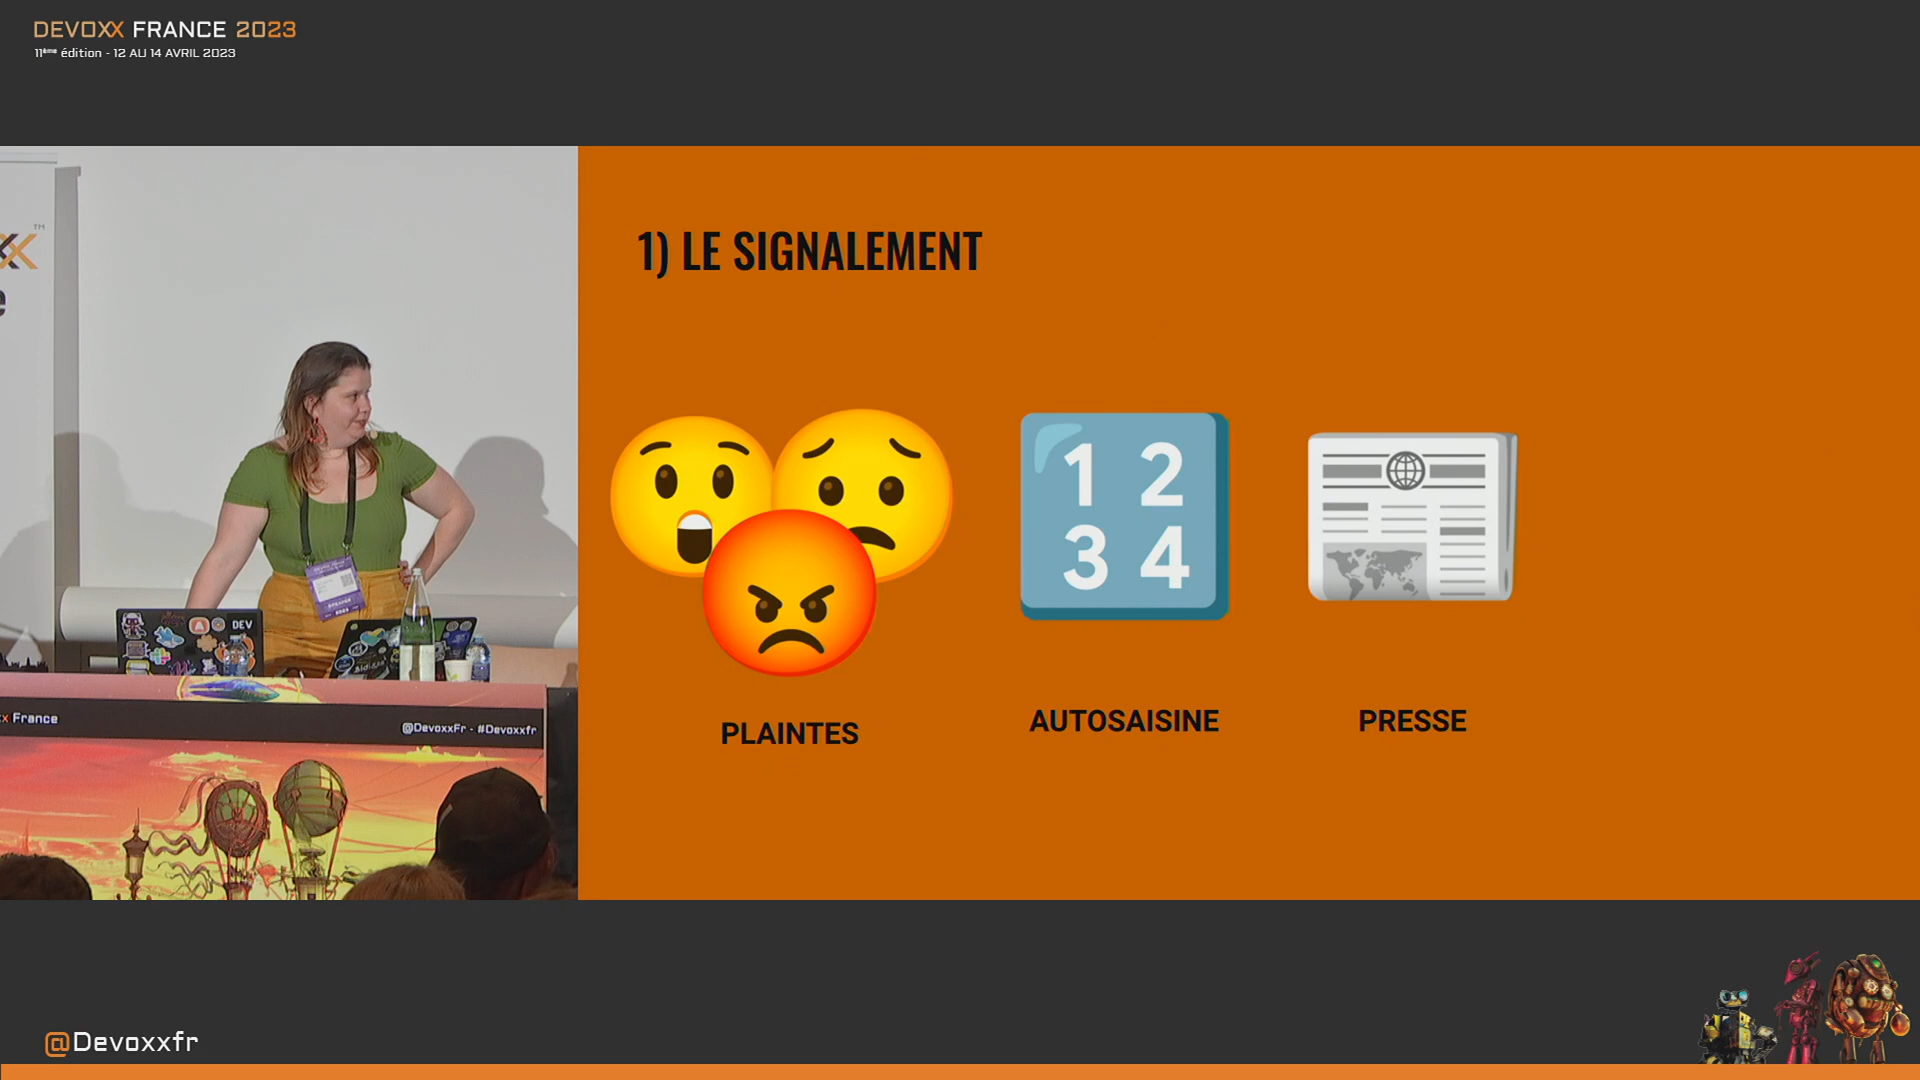 DEVOXX FRANCE 2023
11ème édition - 12 AU 14 AVRIL 2023
TM
1) LE SIGNALEMENT
1 2
3 4
PLAINTES
AUTOSAISINE
PRESSE
DEV
x France
@DevoxxFr - #Devoxxfr
@Devoxxfr